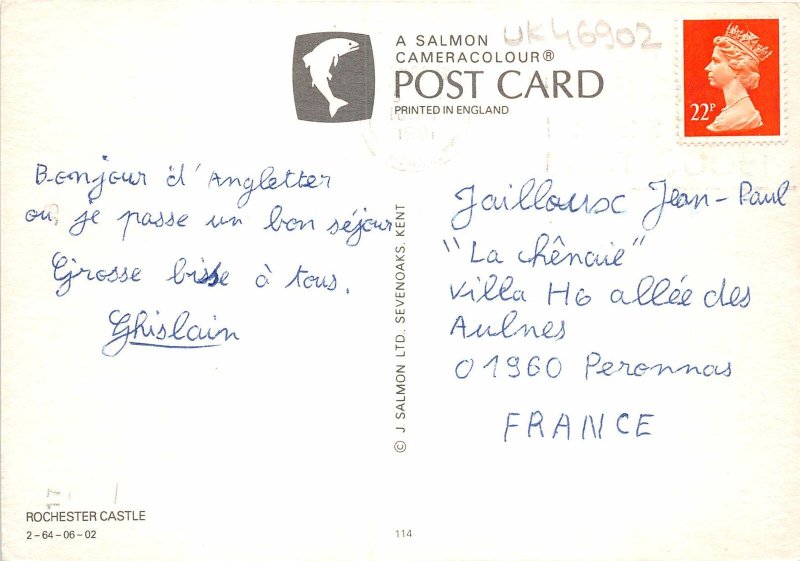 A SALMON
CAMERACOLOUR®
POST CARD
PRINTED IN ENGLAND
UK46902
22P
Bonjour d'Angletter
ou, je passe un bon séjour
Grosse bisse à tous.
Ghislain
© J SALMON LTD. SEVENOAKS. KENT
Jailloux Jean-Paul
"La chênaie"
Villa H6 allée des
Aulnes
01960 Peronnas
FRANCE
ROCHESTER CASTLE
2-64-06-02
114